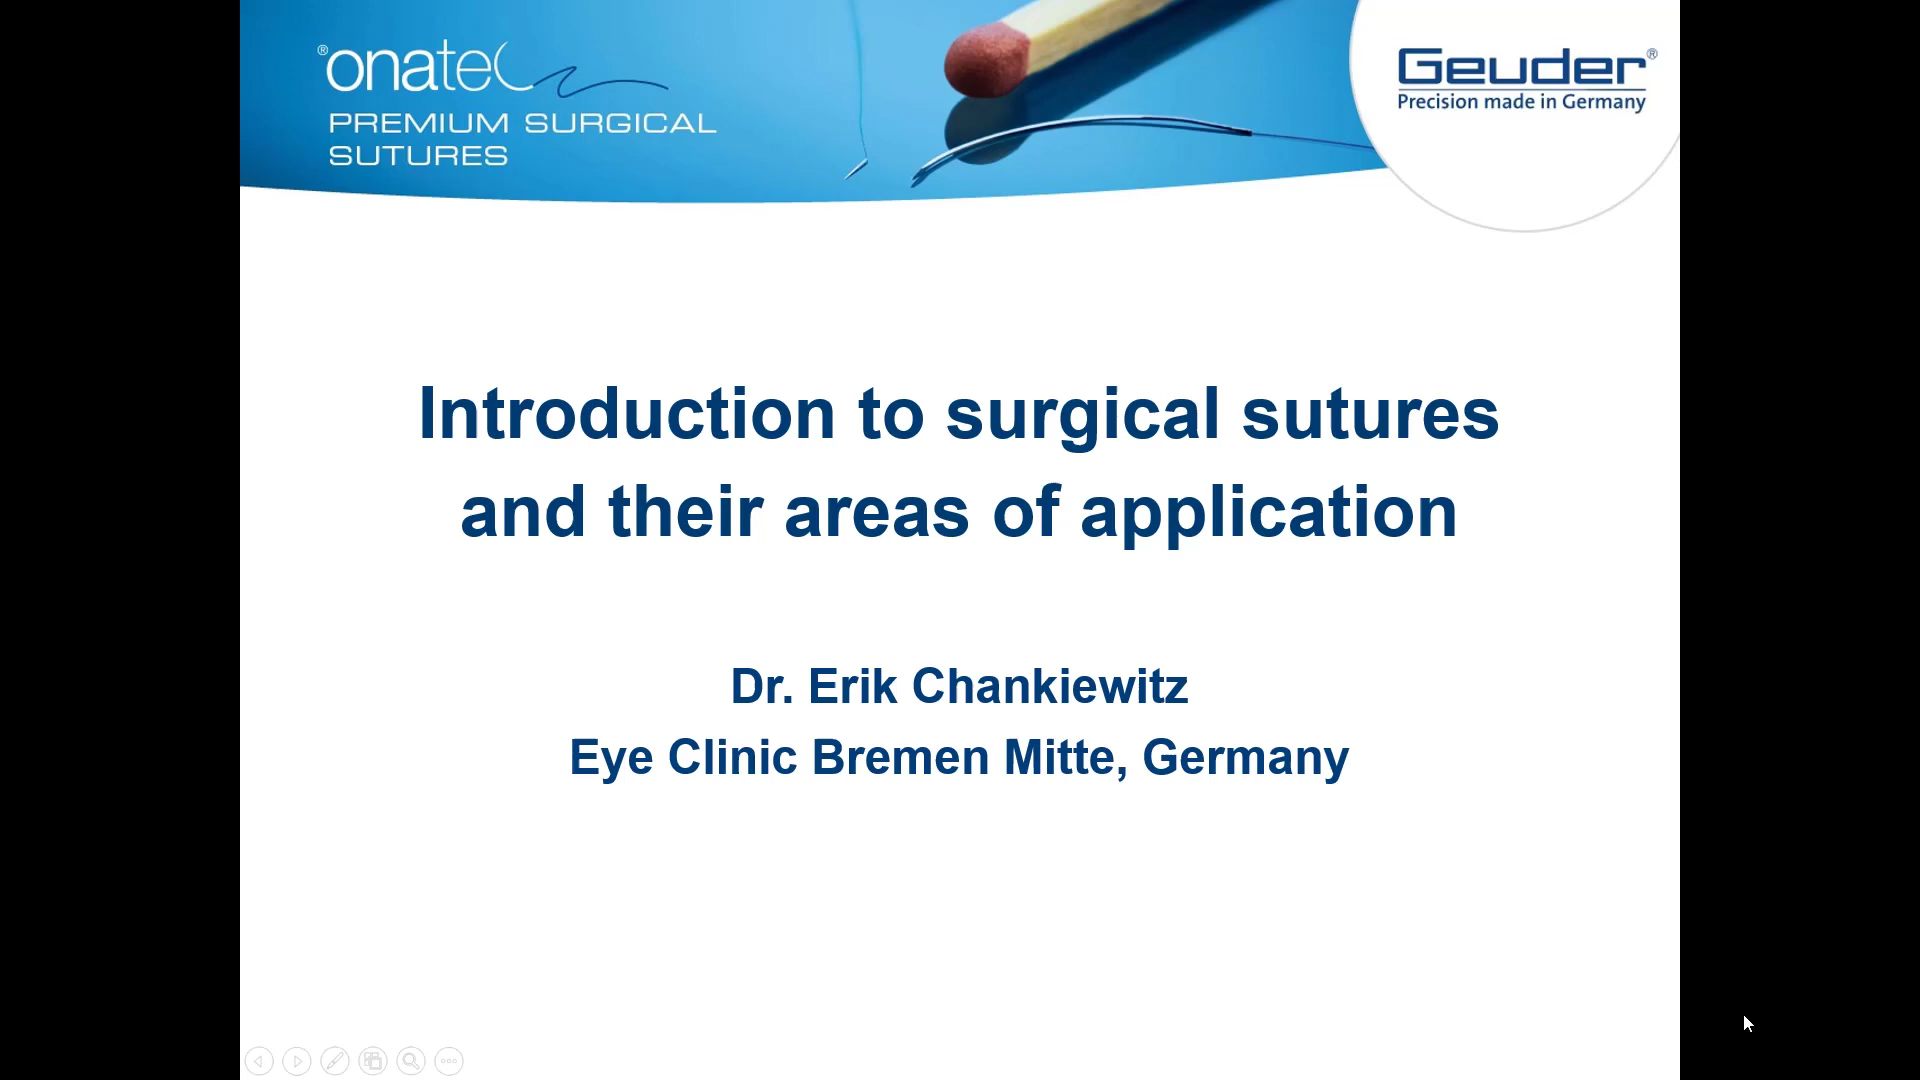 ®onatec
PREMIUM SURGICAL
SUTURES
Geuder®
Precision made in Germany
Introduction to surgical sutures
and their areas of application
Dr. Erik Chankiewitz
Eye Clinic Bremen Mitte, Germany